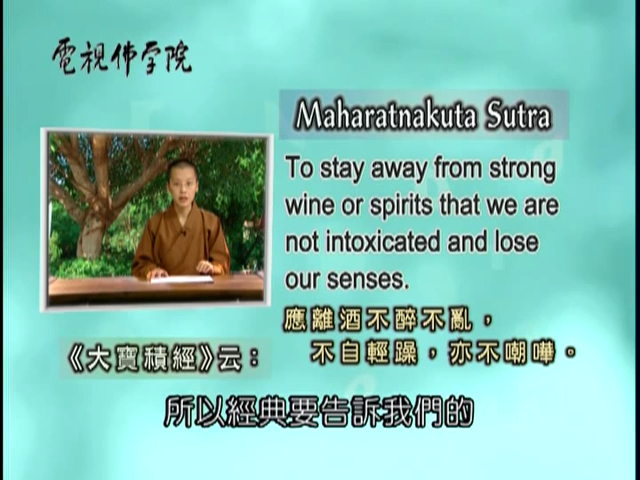 電視佛學院
Maharatnakuta Sutra
To stay away from strong
wine or spirits that we are
not intoxicated and lose
our senses.
《大寶積經》云：
應離酒不醉不亂，
不自輕躁，亦不嘲嘩。
所以經典要告訴我們的